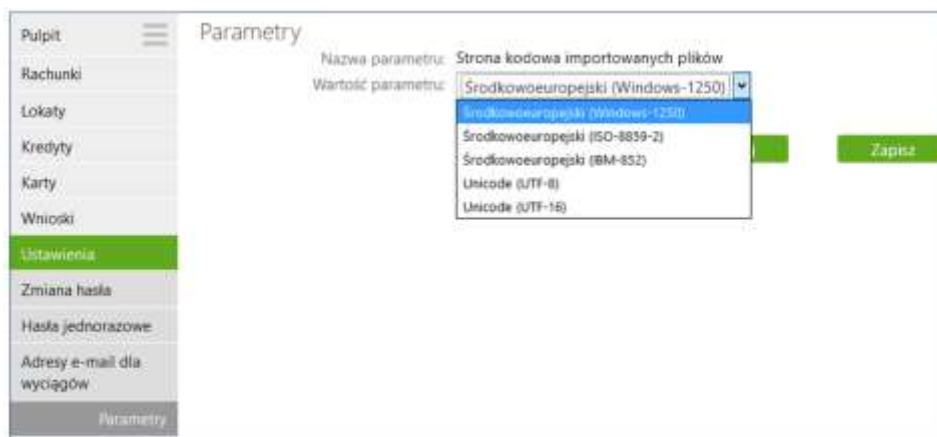 Pulpit
Rachunki
Lokaty
Kredyty
Karty
Wnioski
Ustawienia
Zmiana hasła
Hasła jednorazowe
Adresy e-mail dla
wyciągów
Parametry
Parametry
Nazwa parametru: Strona kodowa importowanych plików
Wartość parametru: Środkowoeuropejski (Windows-1250)
Środkowoeuropejski (Windows-1250)
Środkowoeuropejski (ISO-8859-2)
Środkowoeuropejski (IBM-852)
Unicode (UTF-8)
Unicode (UTF-16)
Zapisz